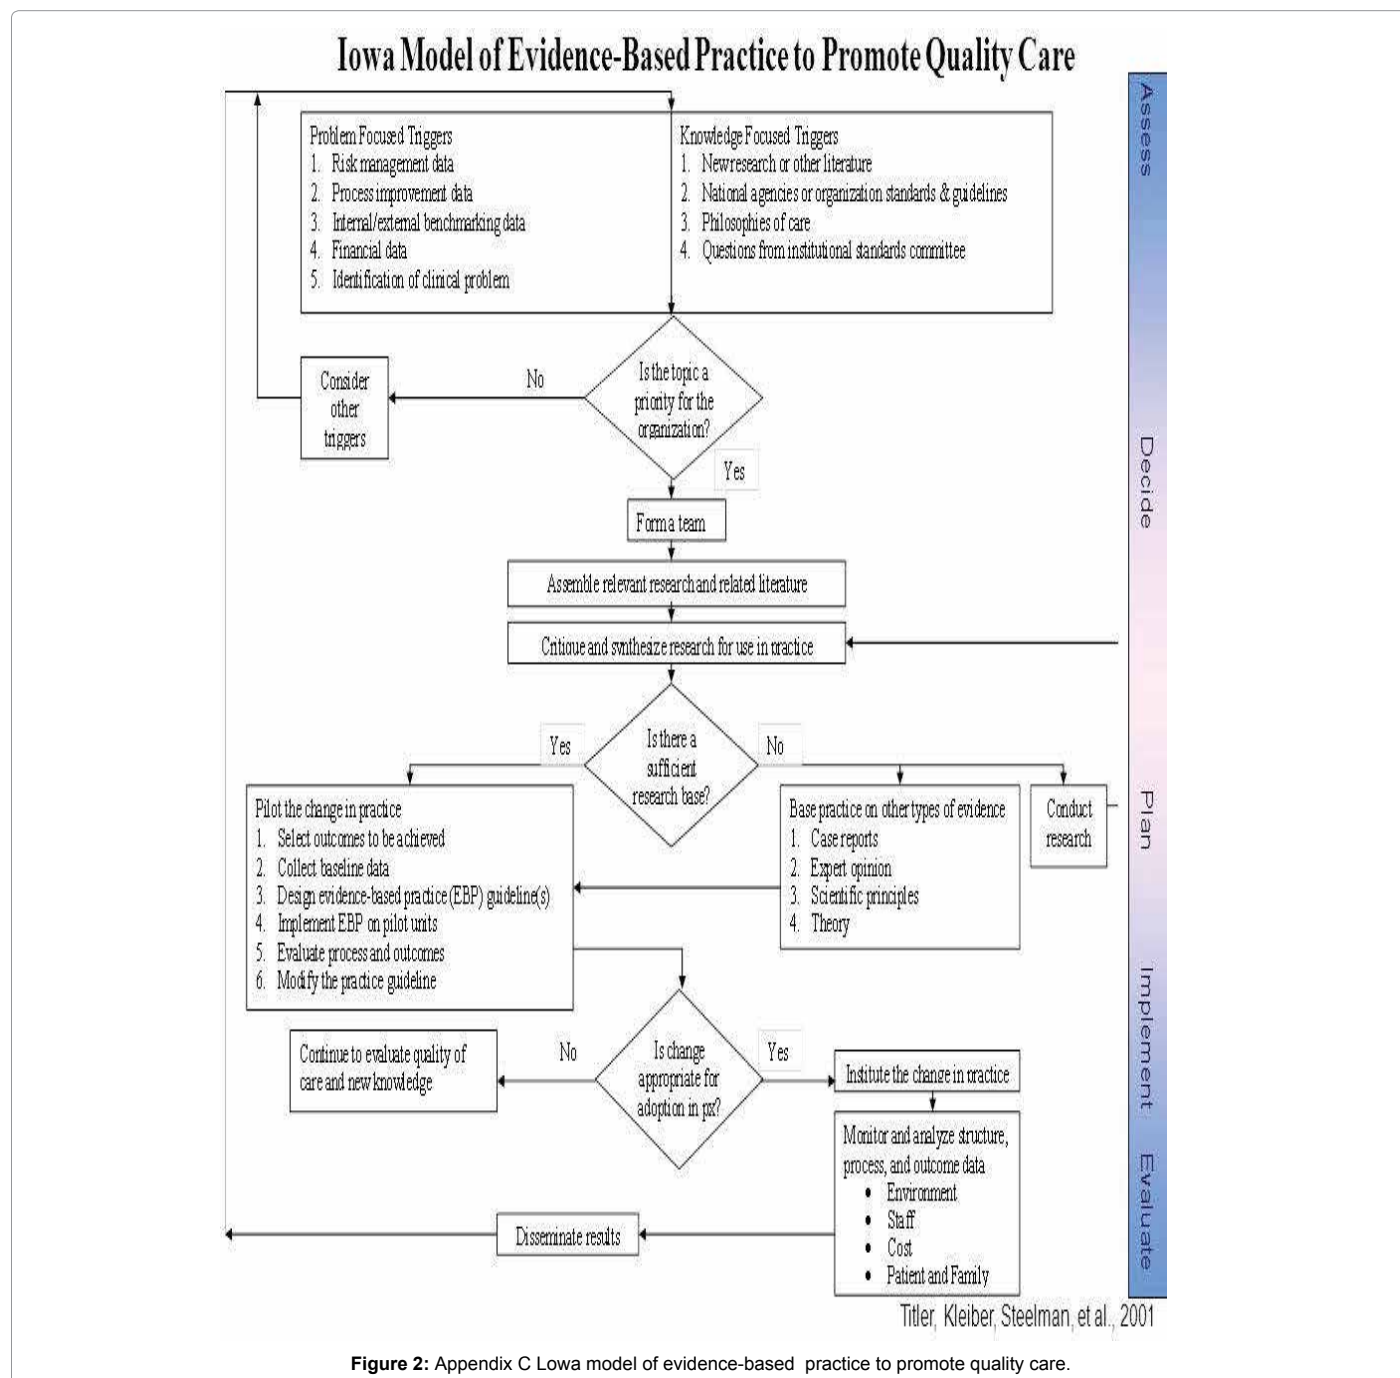 Iowa Model of Evidence-Based Practice to Promote Quality Care
Problem Focused Triggers
1. Risk management data
2. Process improvement data
3. Internal/external benchmarking data
4. Financial data
5. Identification of clinical problem
Knowledge Focused Triggers
1. New research or other literature
2. National agencies or organization standards & guidelines
3. Philosophies of care
4. Questions from institutional standards committee
Assess
Consider
other
triggers
No
Is the topic a
priority for the
organization?
Yes
Decide
Form a team
Assemble relevant research and related literature
Critique and synthesize research for use in practice
Yes
Is there a
sufficient
research base?
No
Pilot the change in practice
1. Select outcomes to be achieved
2. Collect baseline data
3. Design evidence-based practice (EBP) guideline(s)
4. Implement EBP on pilot units
5. Evaluate process and outcomes
6. Modify the practice guideline
Base practice on other types of evidence
1. Case reports
2. Expert opinion
3. Scientific principles
4. Theory
Conduct
research
Plan
Continue to evaluate quality of
care and new knowledge
No
Is change
appropriate for
adoption in px?
Yes
Institute the change in practice
Implement
Monitor and analyze structure,
process, and outcome data
• Environment
• Staff
• Cost
• Patient and Family
Evaluate
Disseminate results
Titler, Kleiber, Steelman, et al., 2001
Figure 2: Appendix C Lowa model of evidence-based practice to promote quality care.